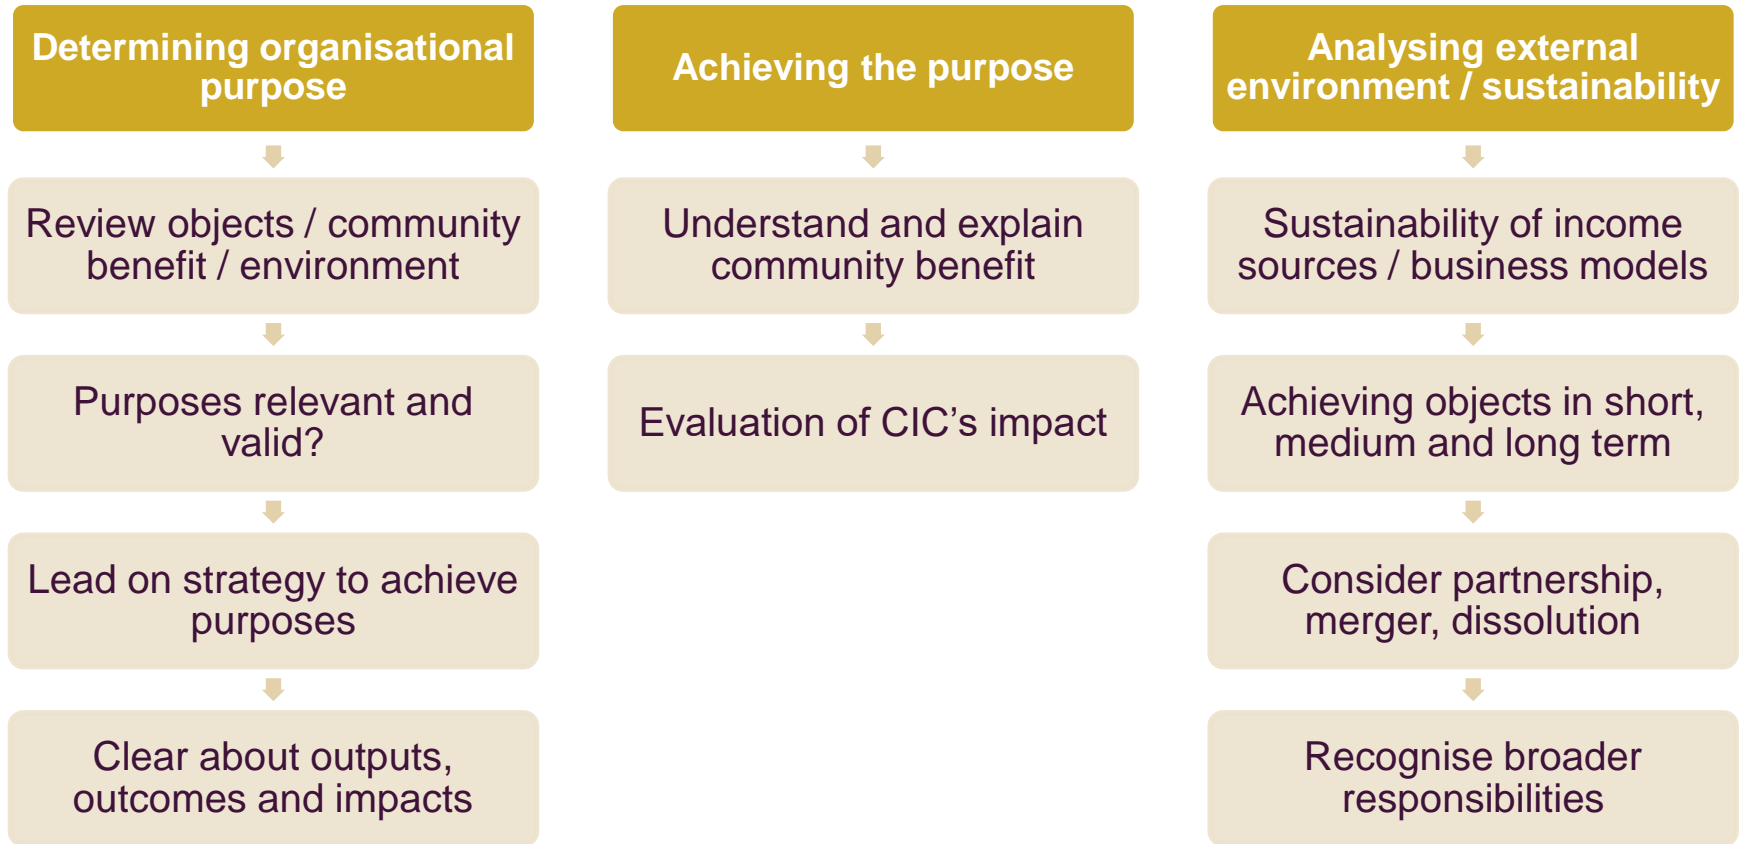 Determining organisational
purpose
Review objects / community
benefit / environment
Purposes relevant and
valid?
Lead on strategy to achieve
purposes
Clear about outputs,
outcomes and impacts
Achieving the purpose
Understand and explain
community benefit
Evaluation of CIC’s impact
Analysing external
environment / sustainability
Sustainability of income
sources / business models
Achieving objects in short,
medium and long term
Consider partnership,
merger, dissolution
Recognise broader
responsibilities